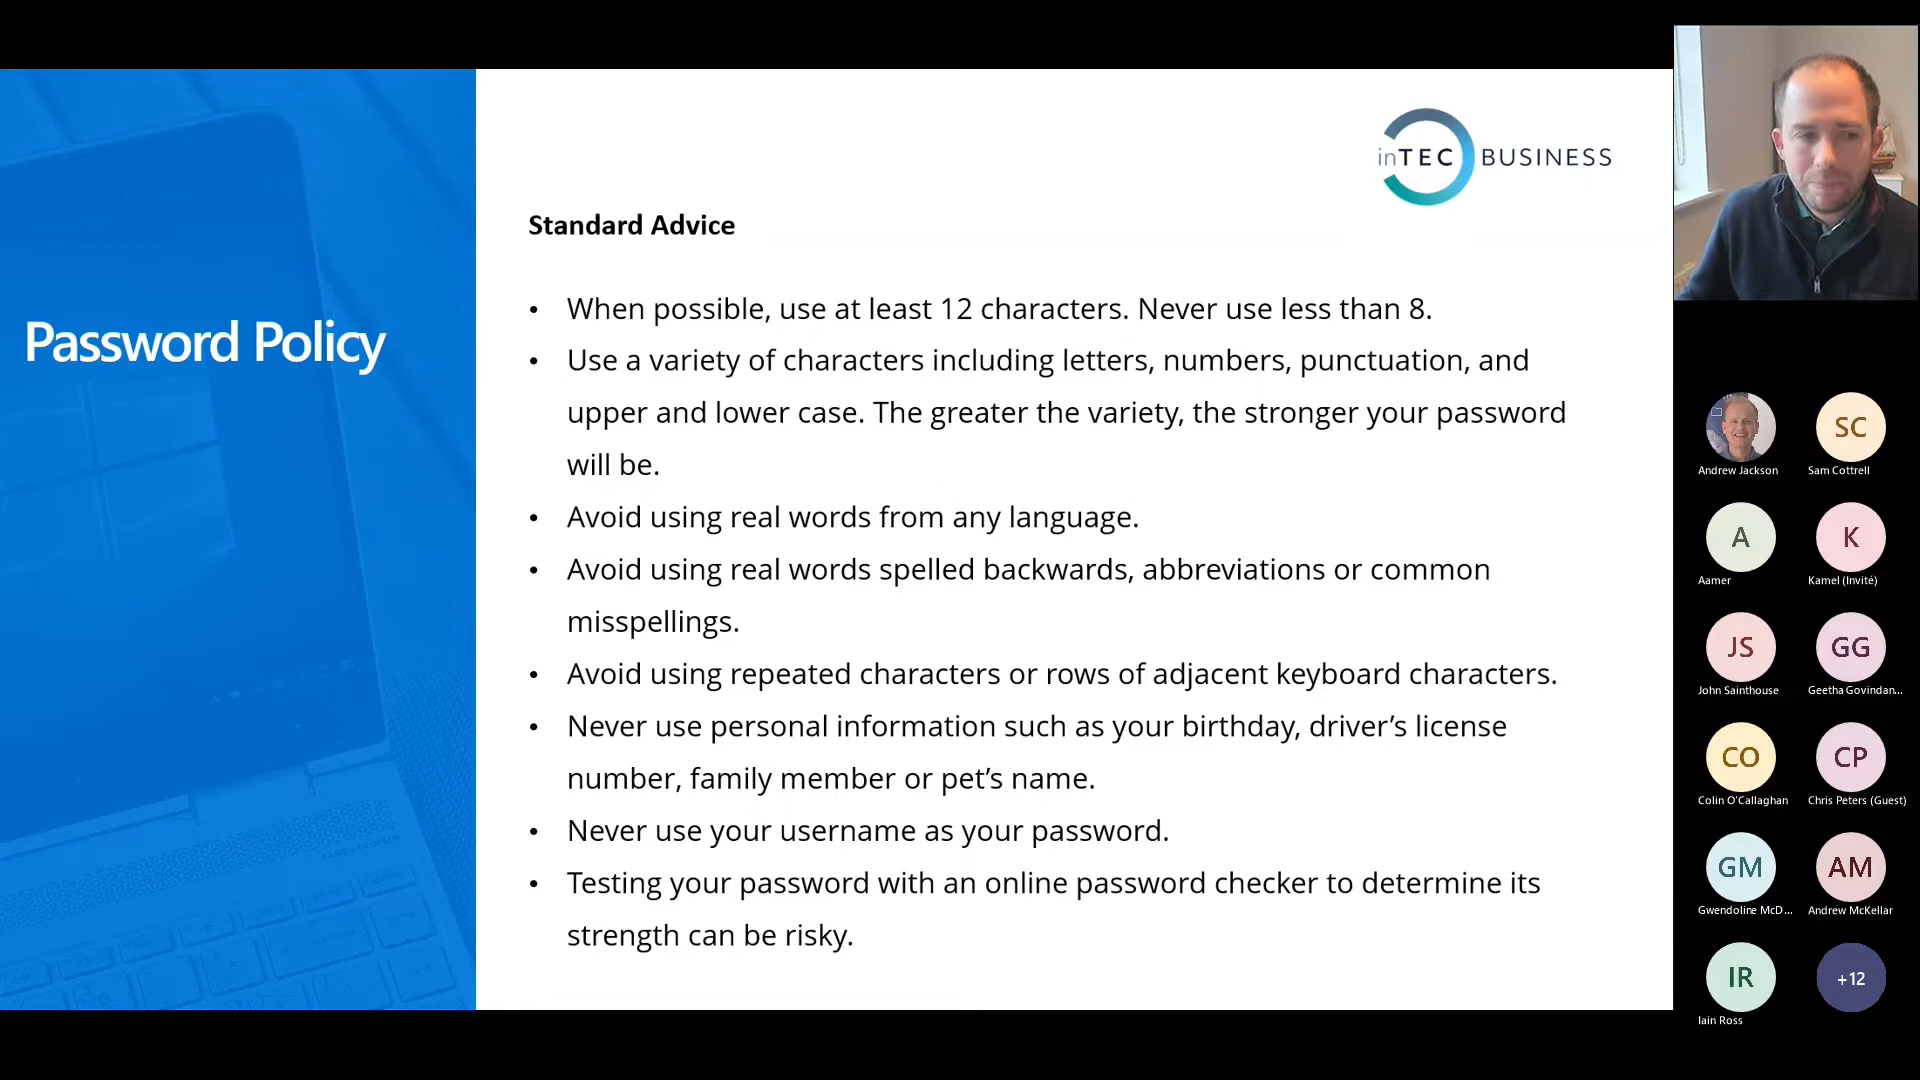 Password Policy
inTEC BUSINESS
Standard Advice
• When possible, use at least 12 characters. Never use less than 8.
• Use a variety of characters including letters, numbers, punctuation, and
upper and lower case. The greater the variety, the stronger your password
will be.
• Avoid using real words from any language.
• Avoid using real words spelled backwards, abbreviations or common
misspellings.
• Avoid using repeated characters or rows of adjacent keyboard characters.
• Never use personal information such as your birthday, driver’s license
number, family member or pet’s name.
• Never use your username as your password.
• Testing your password with an online password checker to determine its
strength can be risky.
SC
Andrew Jackson Sam Cottrell
A K
Aamer Kamel (Invité)
JS GG
John Sainthouse Geetha Govindan...
CO CP
Colin O'Callaghan Chris Peters (Guest)
GM AM
Gwendoline McD... Andrew McKellar
IR +12
Iain Ross